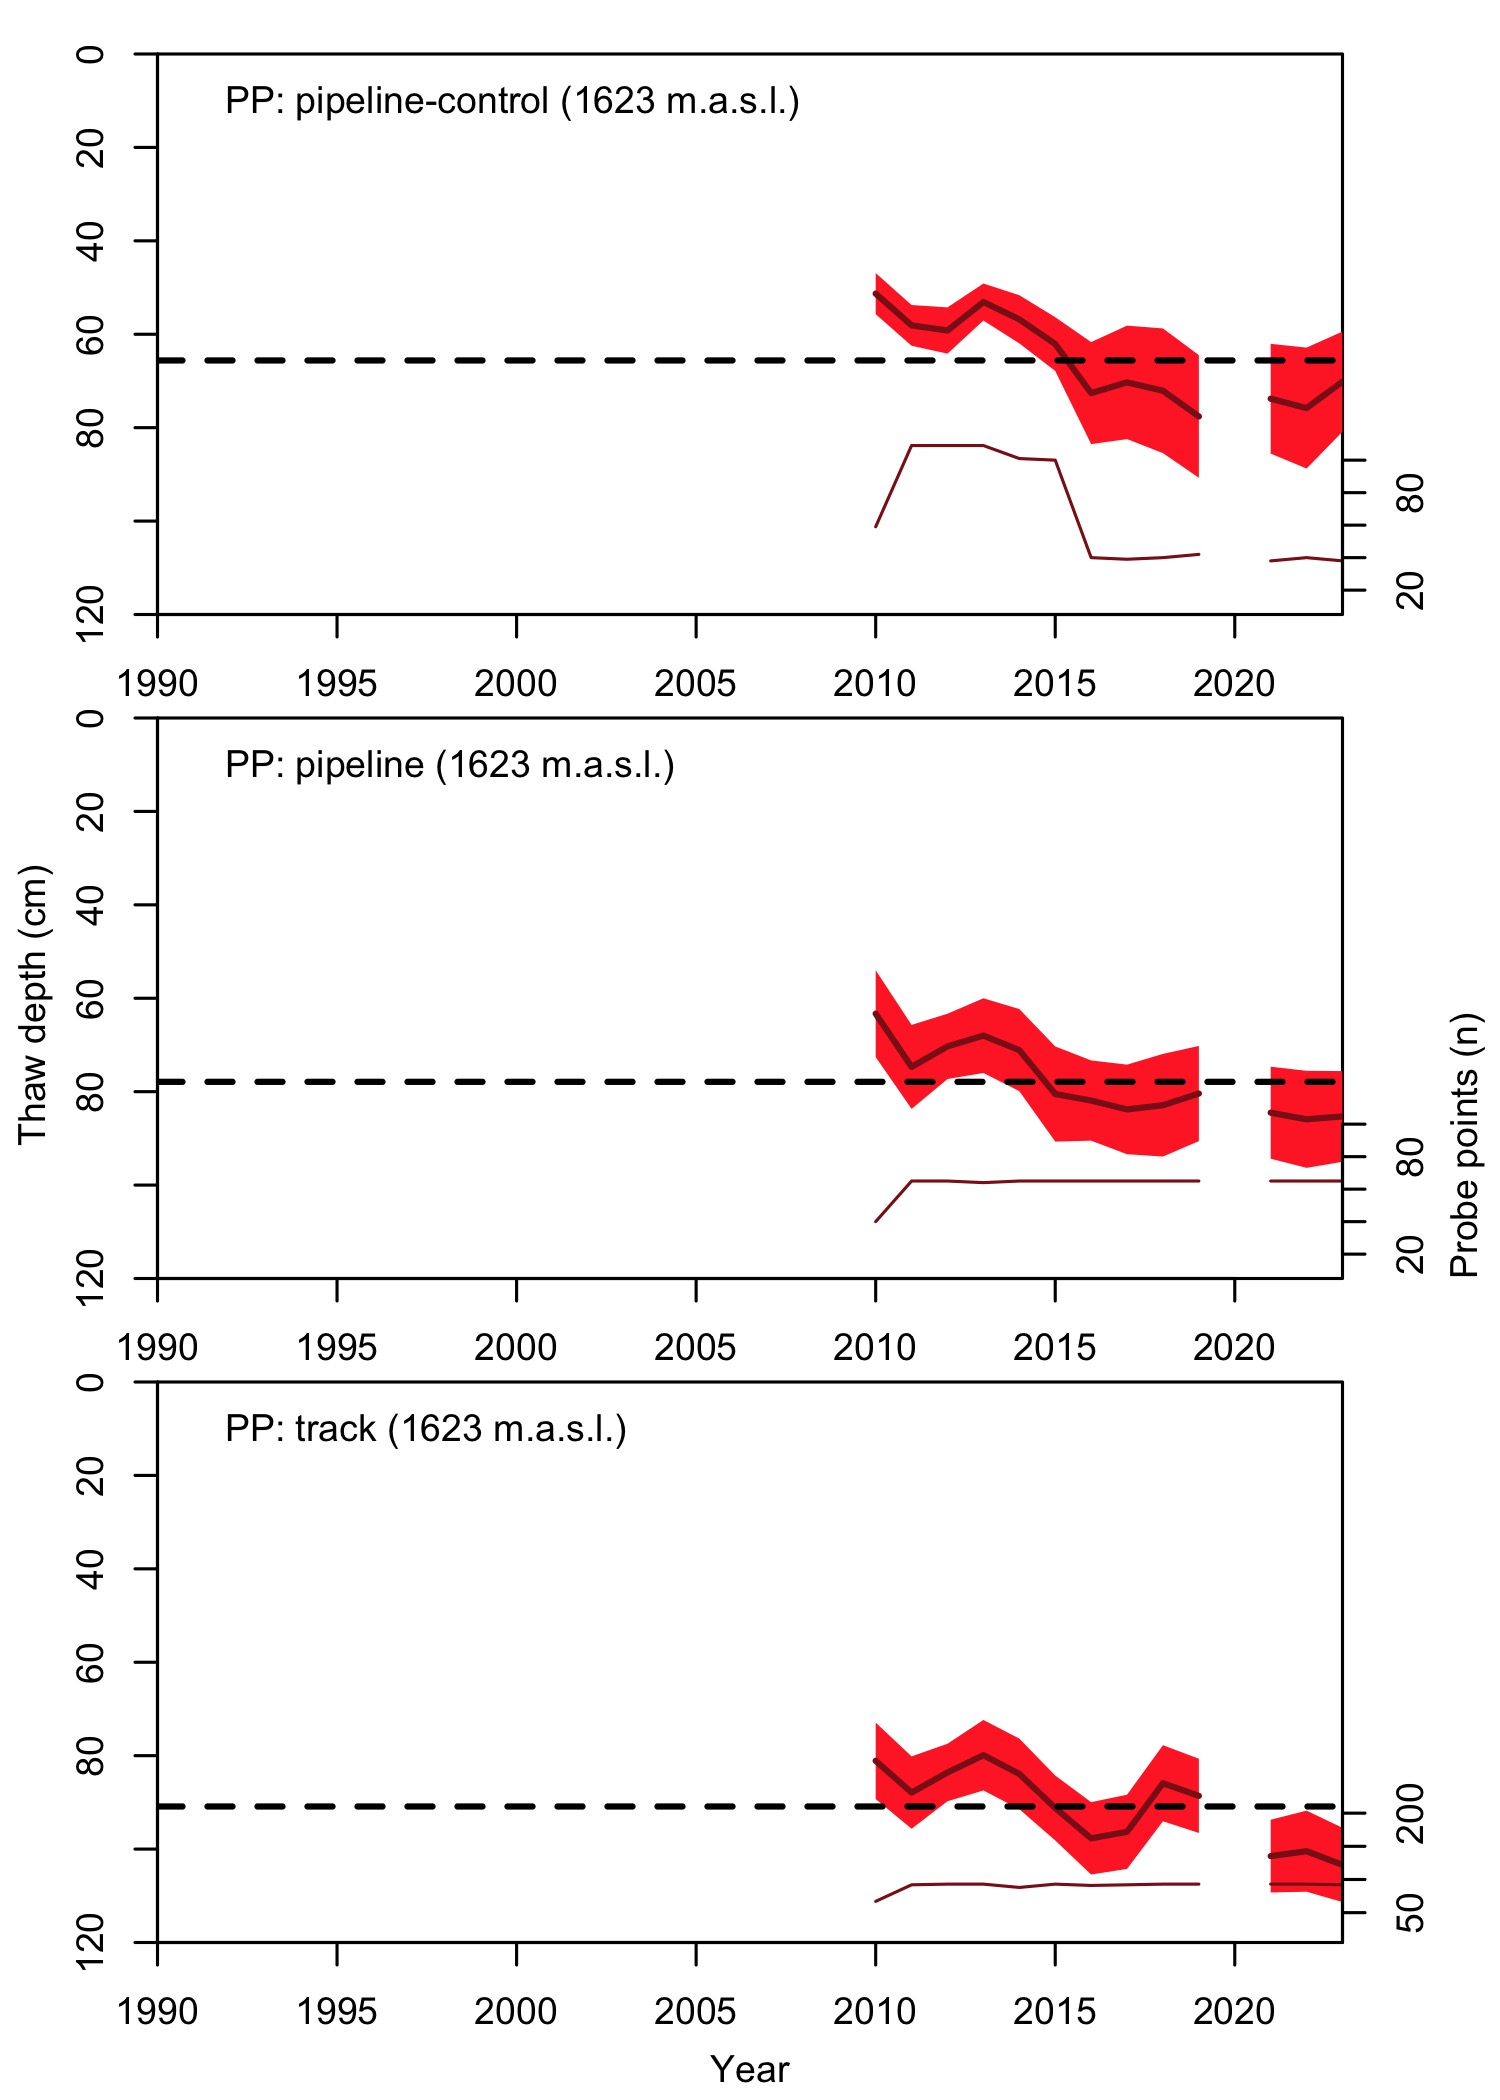 PP: pipeline-control (1623 m.a.s.l.)
0
20
40
60
80
120
80
20
1990 1995 2000 2005 2010 2015 2020
PP: pipeline (1623 m.a.s.l.)
0
20
40
60
80
120
80
20
Thaw depth (cm)
Probe points (n)
1990 1995 2000 2005 2010 2015 2020
PP: track (1623 m.a.s.l.)
0
20
40
60
80
120
200
50
1990 1995 2000 2005 2010 2015 2020
Year